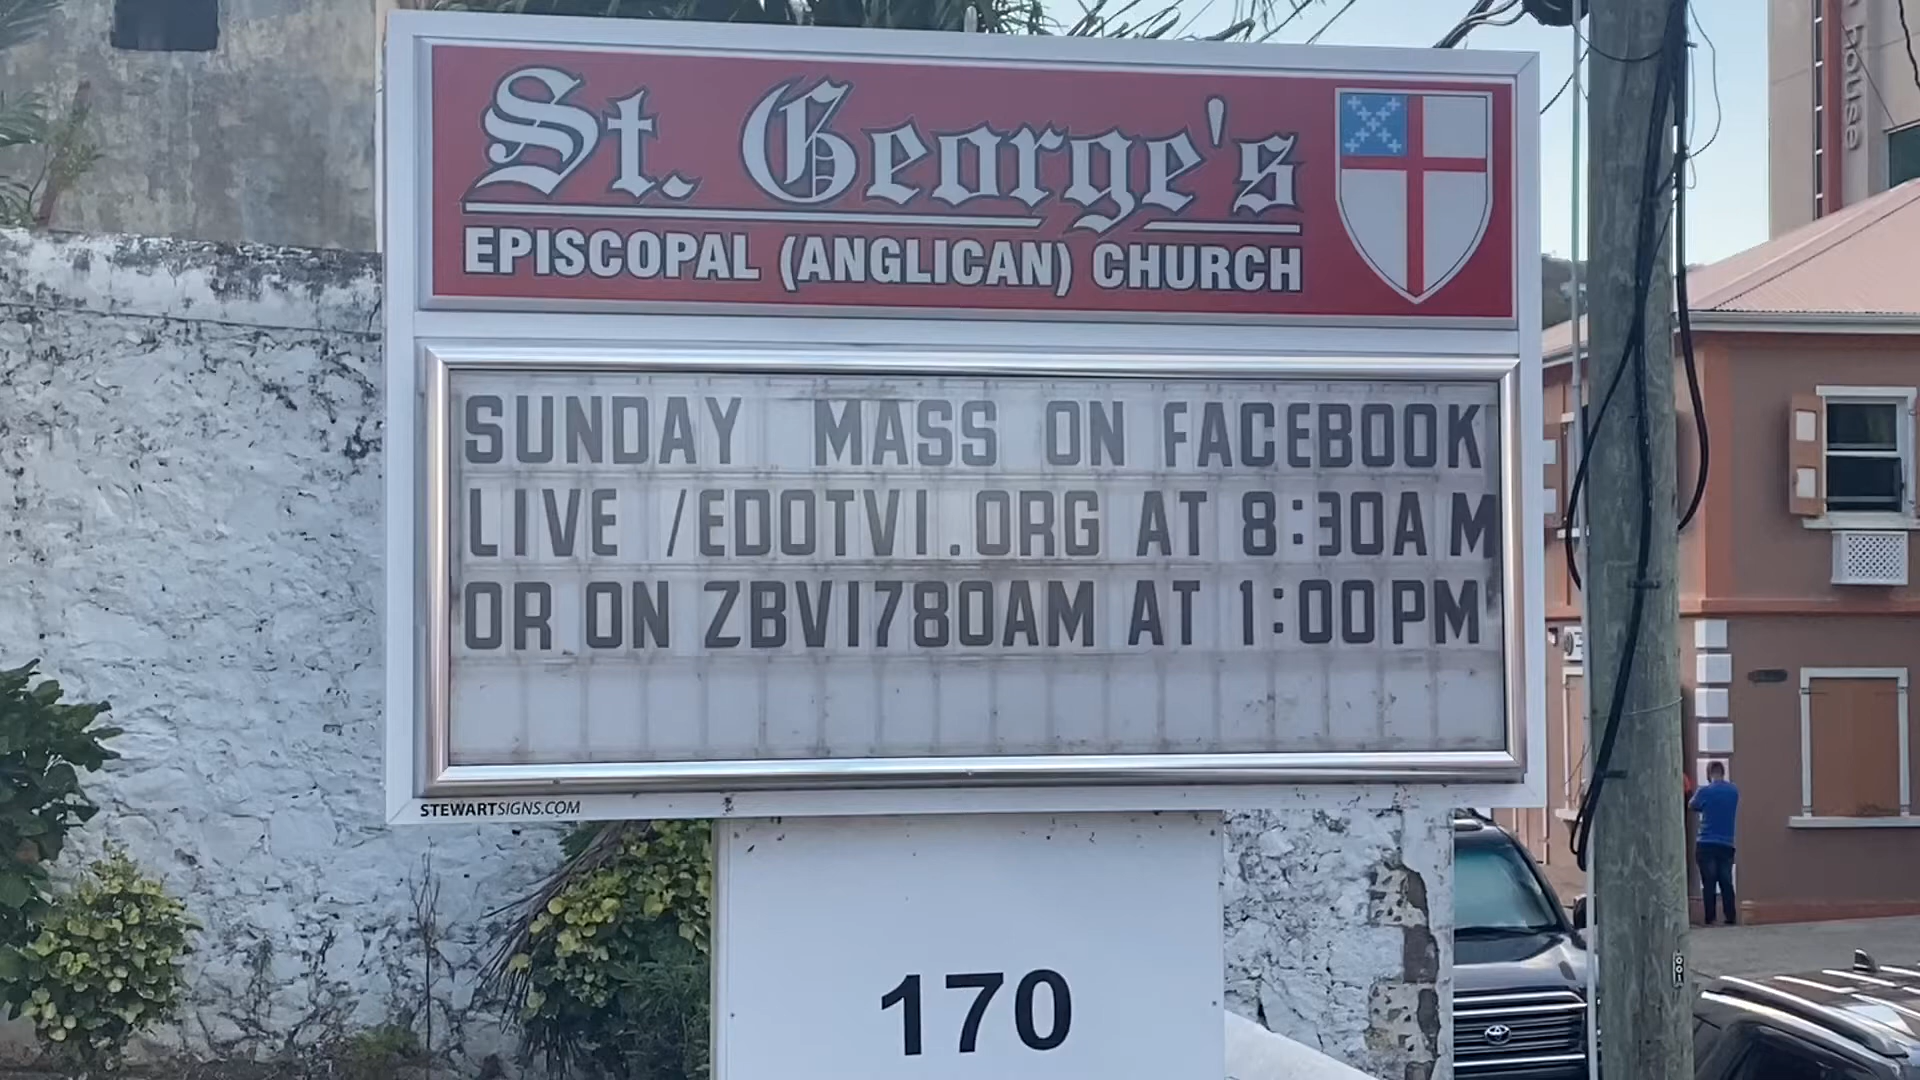 St. George's
EPISCOPAL (ANGLICAN) CHURCH
SUNDAY MASS ON FACEBOOK
LIVE /EDOTVI.ORG AT 8:30AM
OR ON ZBVI780AM AT 1:00PM
STEWARTSIGNS.COM
170
house